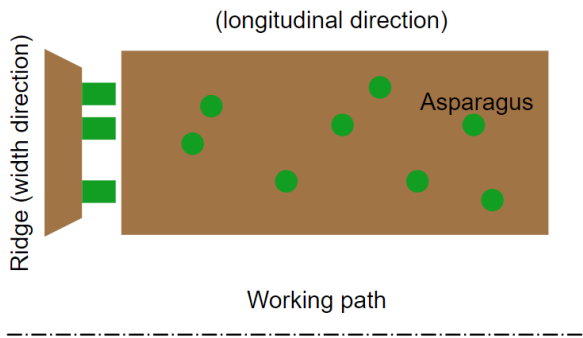 (longitudinal direction)
Ridge (width direction)
Asparagus
Working path